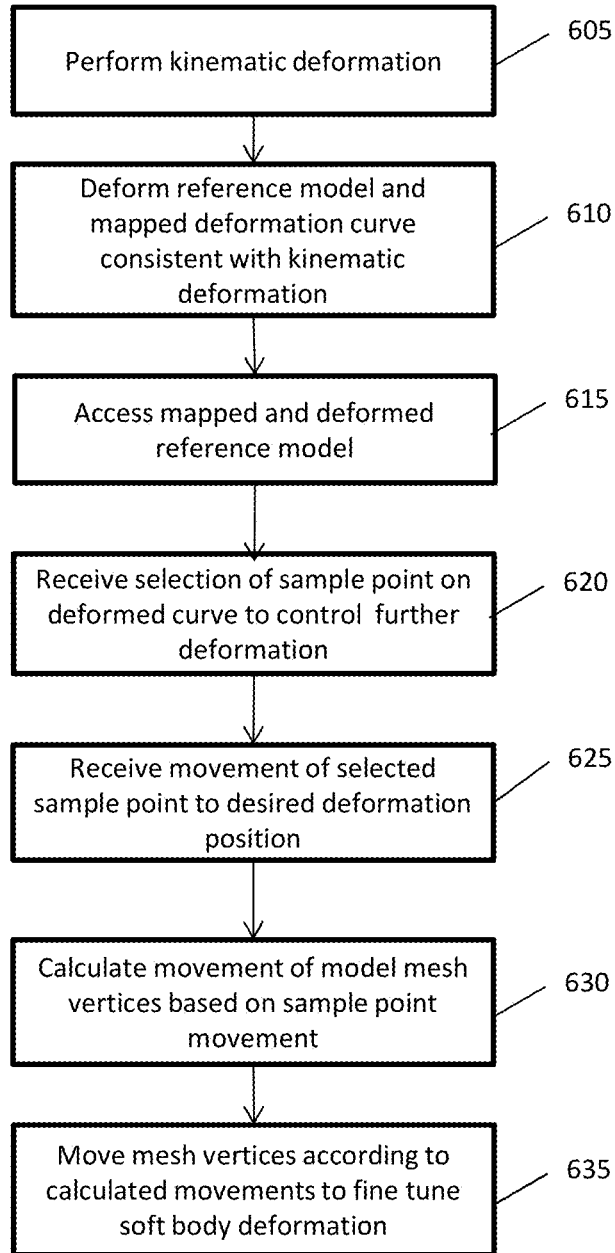 605
Perform kinematic deformation
Deform reference model and
mapped deformation curve
consistent with kinematic
deformation
610
615
Access mapped and deformed
reference model
620
Receive selection of sample point on
deformed curve to control further
deformation
625
Receive movement of selected
sample point to desired deformation
position
Calculate movement of model mesh
vertices based on sample point
movement
630
Move mesh vertices according to
calculated movements to fine tune
soft body deformation
635